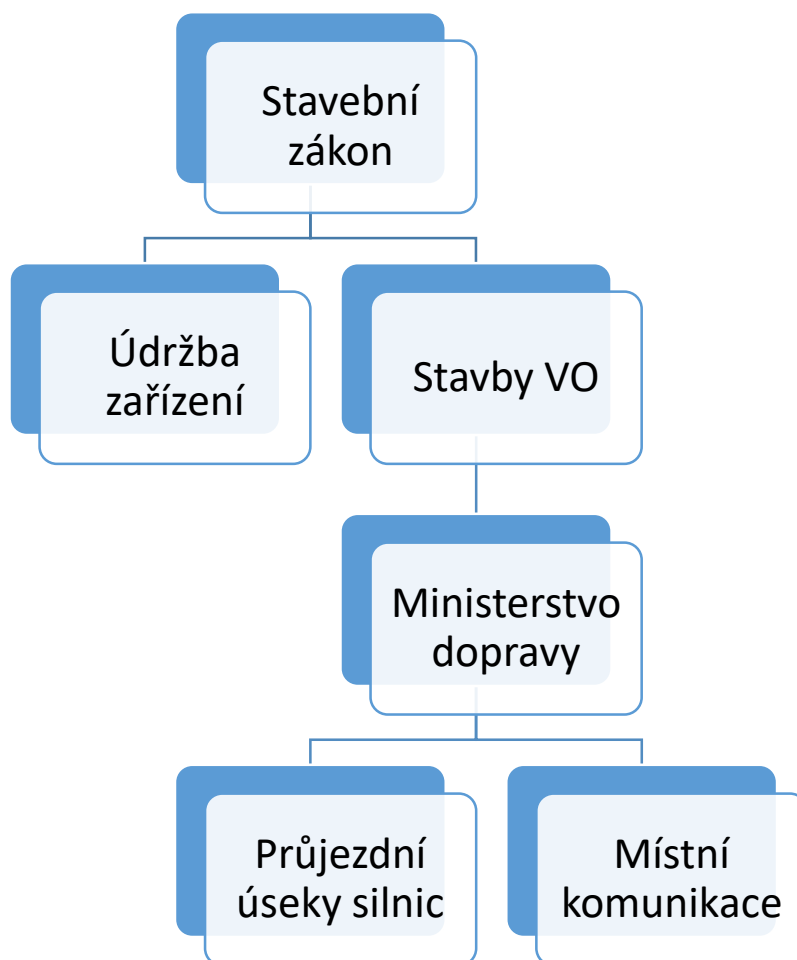 Stavební
zákon
Údržba
zařízení
Stavby VO
Ministerstvo
dopravy
Průjezdní
úseky silnic
Místní
komunikace